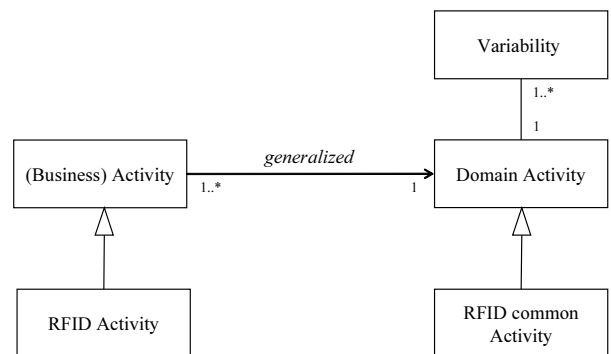 Variability
1..*
1
generalized
(Business) Activity
Domain Activity
1..*
1
RFID Activity
RFID common
Activity